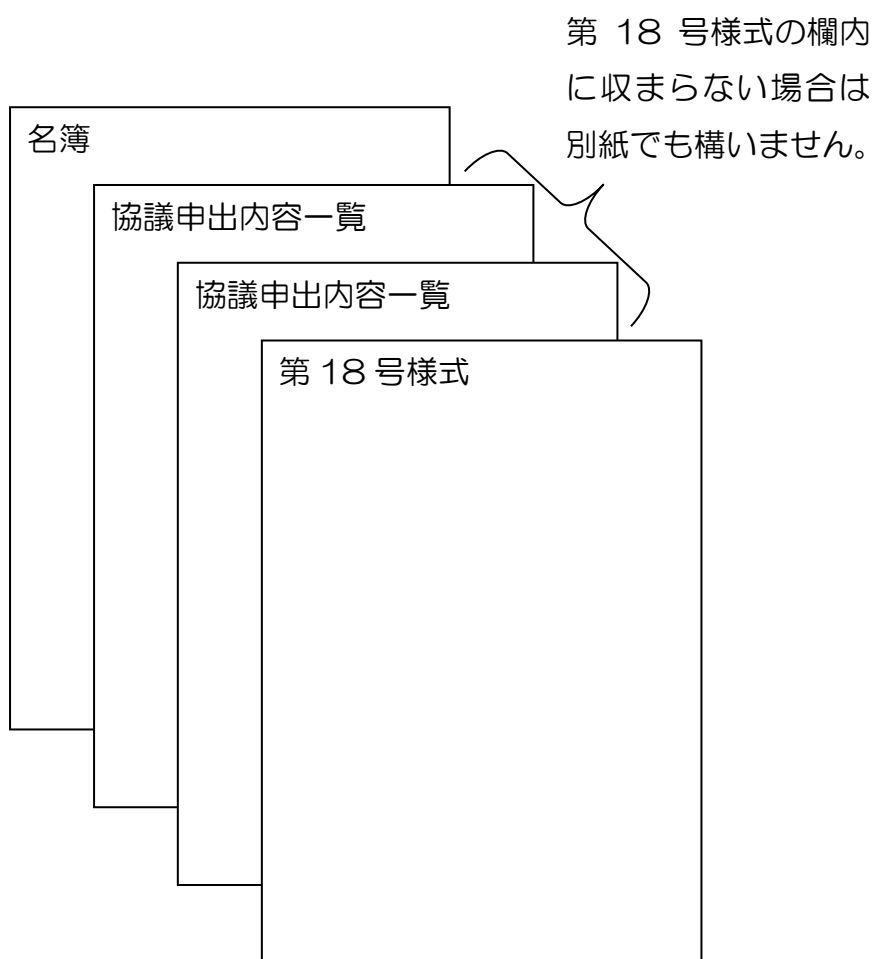 第 18 号様式の欄内
に収まらない場合は
別紙でも構いません。
名簿
協議申出内容一覧
協議申出内容一覧
第 18 号様式